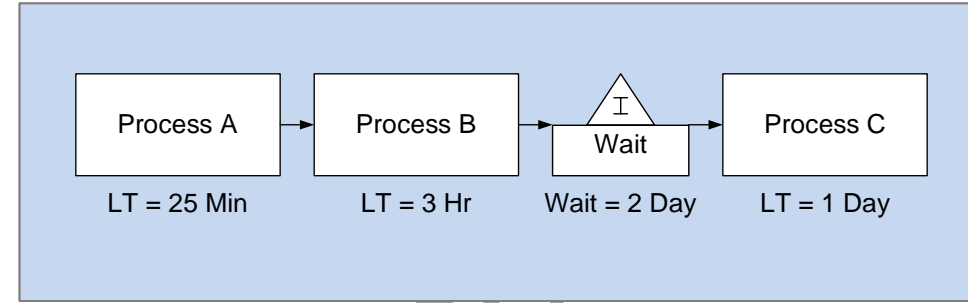 Process A
Process B
I
Wait
Process C
LT = 25 Min
LT = 3 Hr
Wait = 2 Day
LT = 1 Day